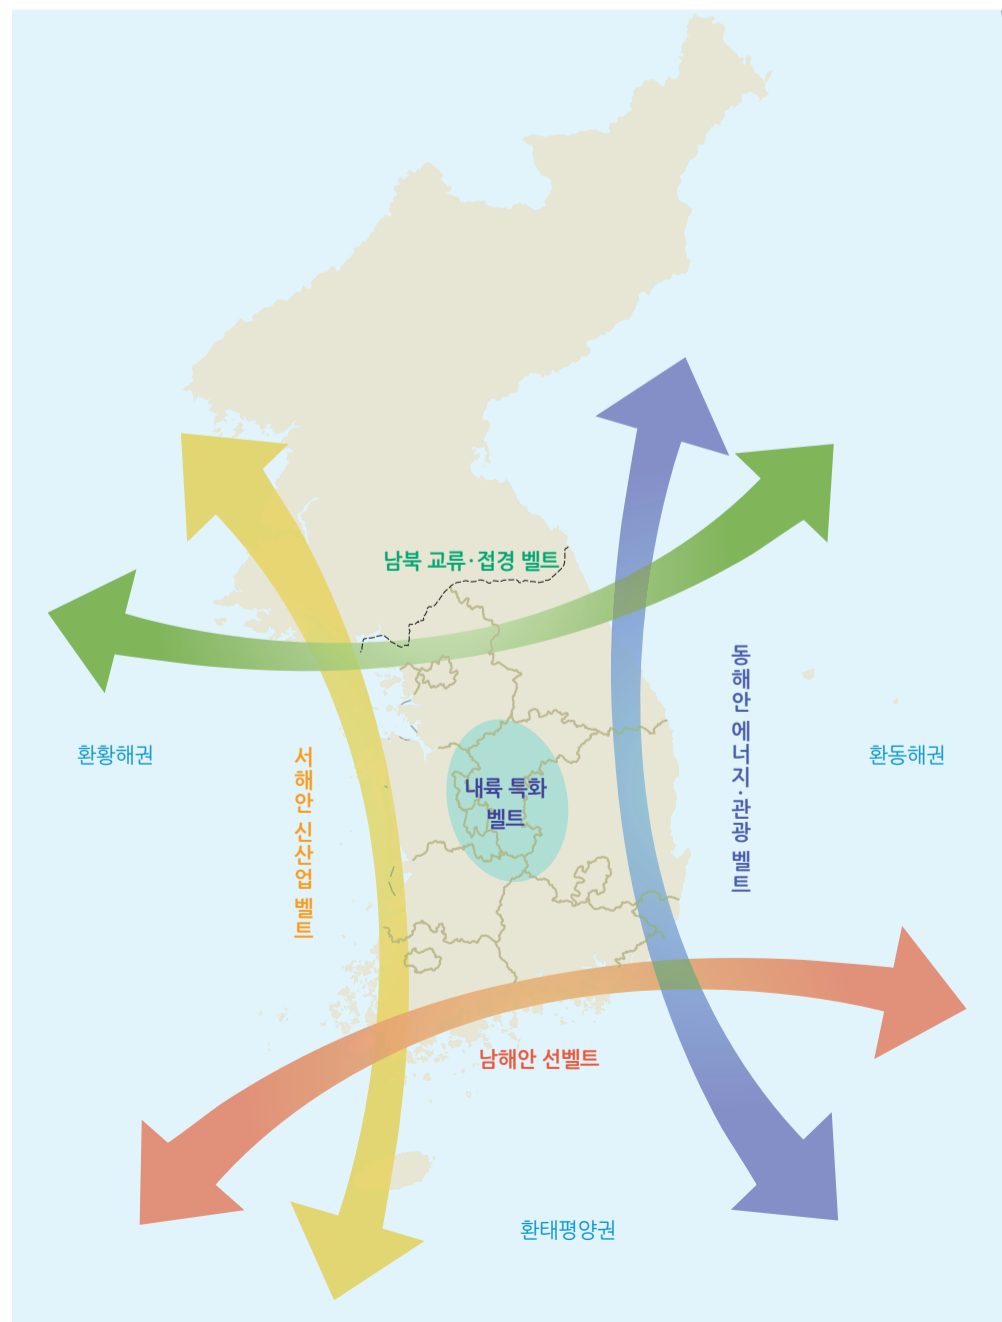 남북 교류·접경 벨트
동해안 에너지·관광 벨트
환황해권
서해안 신산업 벨트
환동해권
내륙 특화
벨트
남해안 선벨트
환태평양권